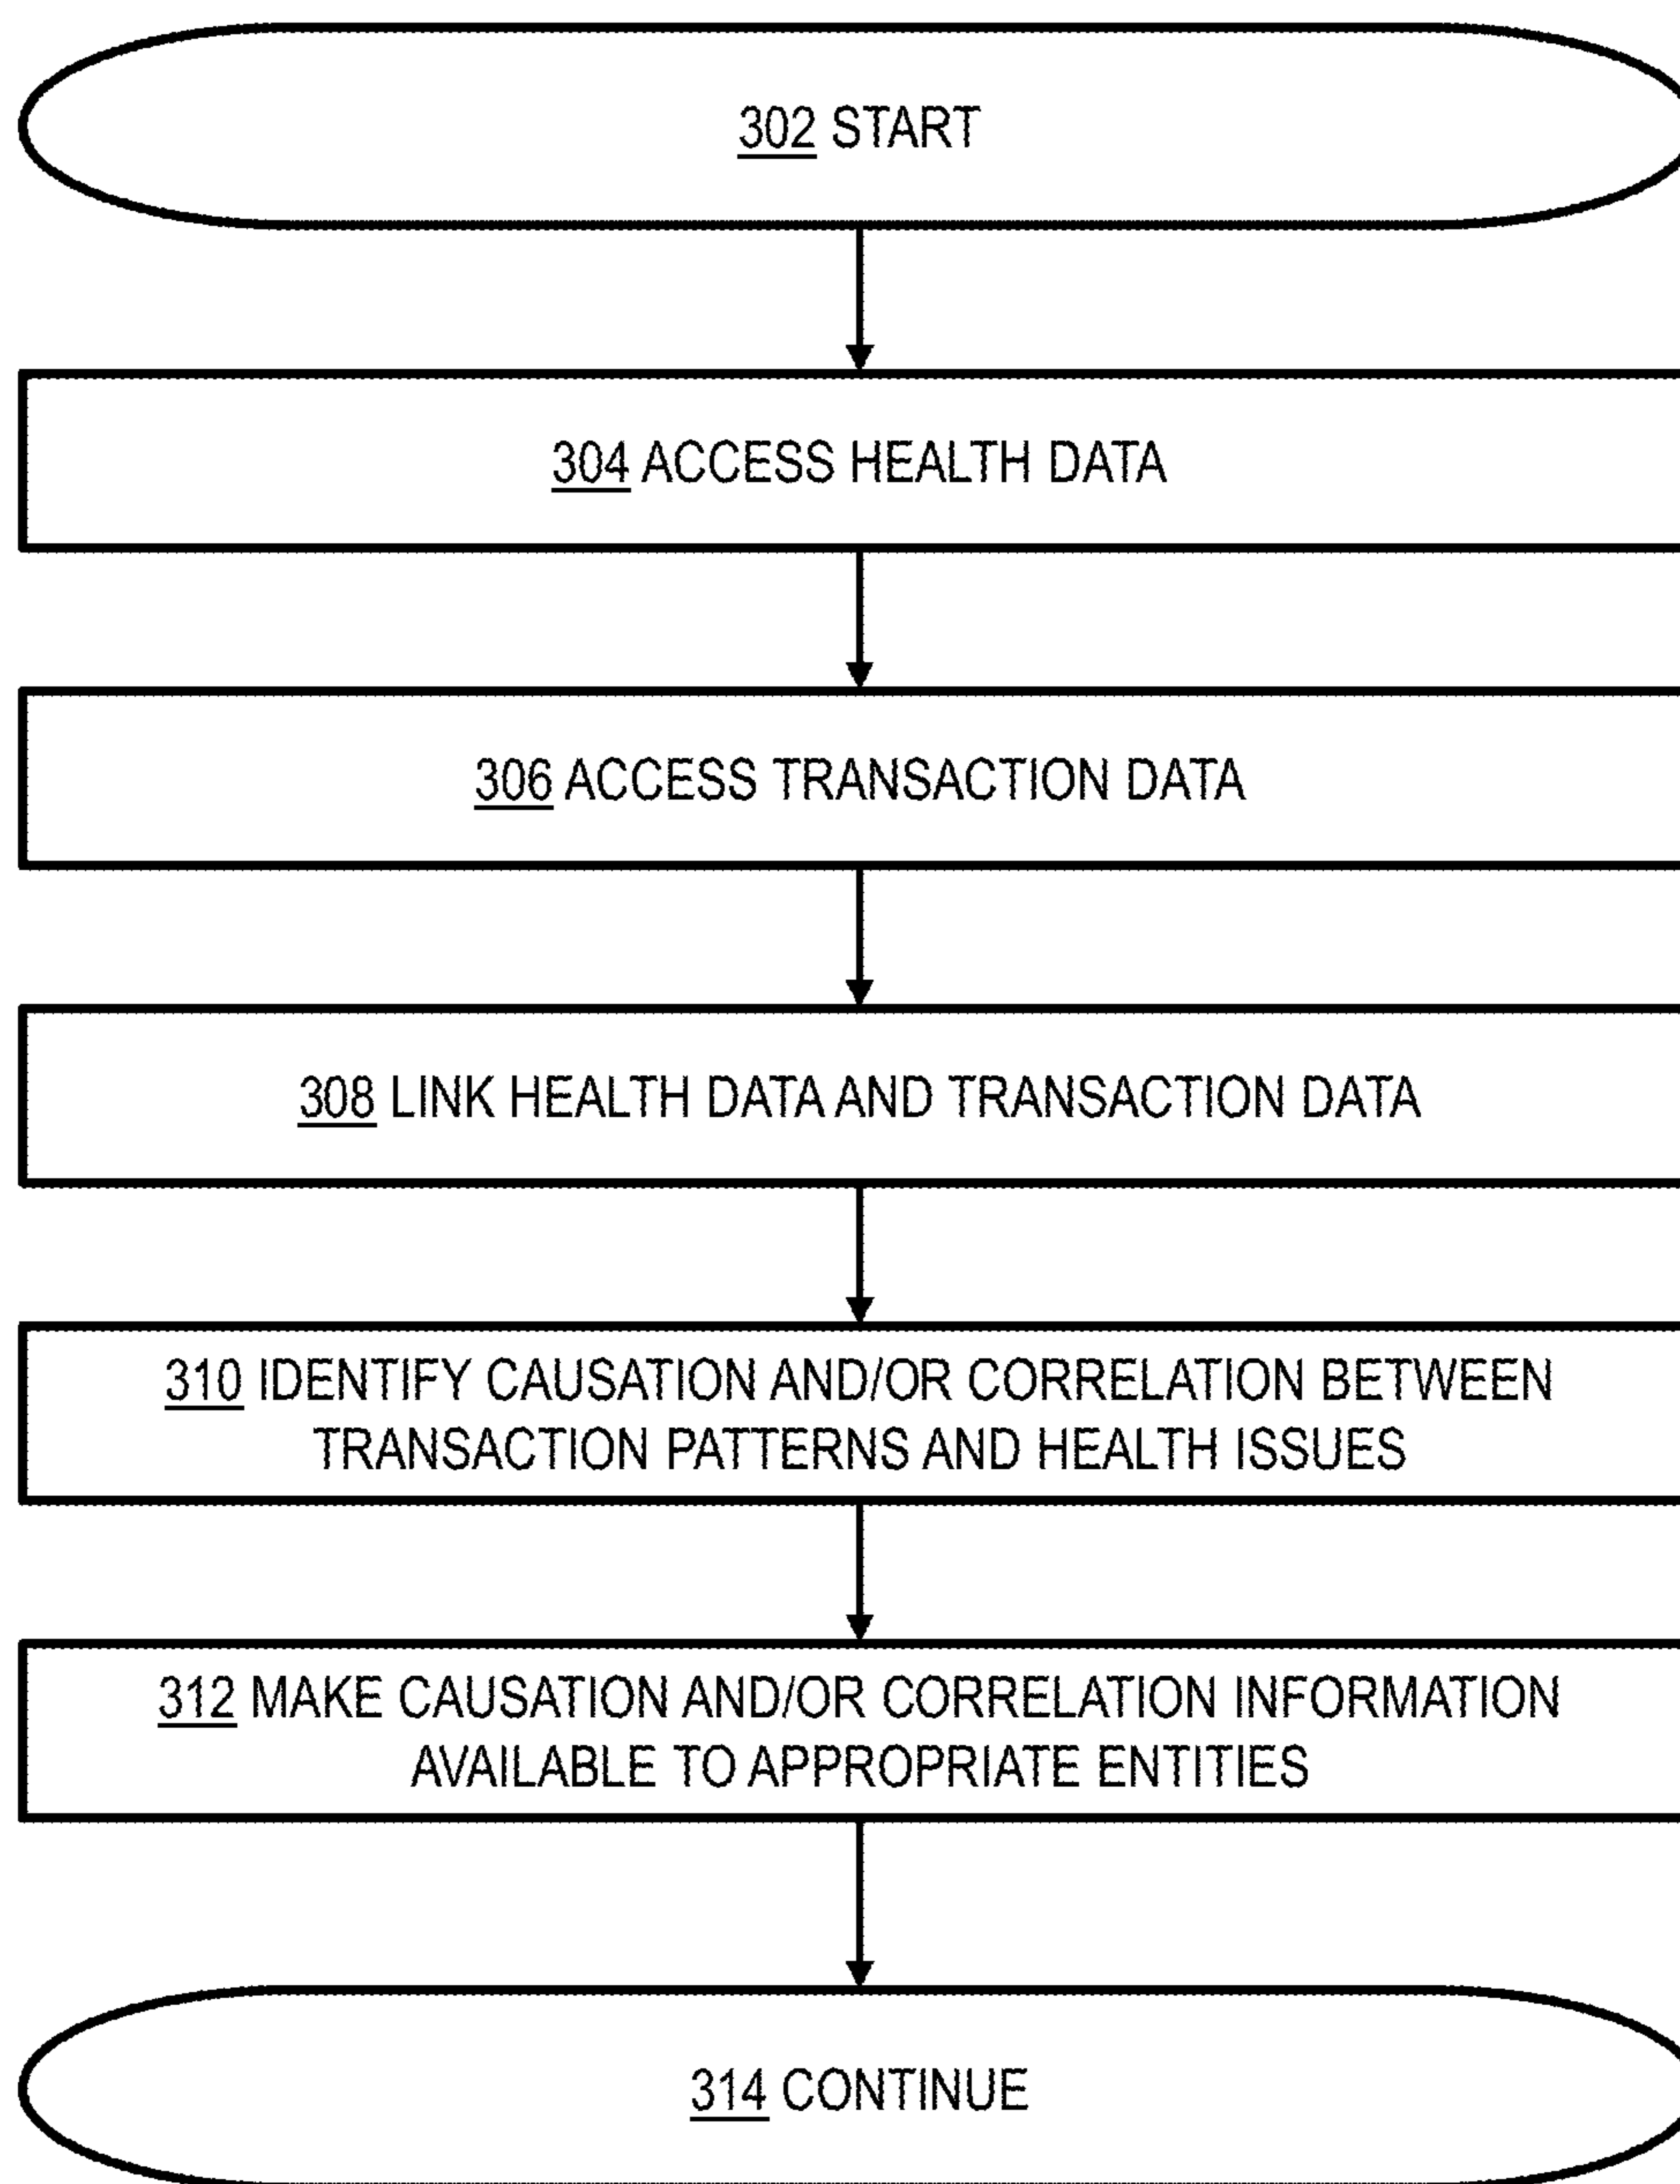 302 START
304 ACCESS HEALTH DATA
306 ACCESS TRANSACTION DATA
308 LINK HEALTH DATA AND TRANSACTION DATA
310 IDENTIFY CAUSATION AND/OR CORRELATION BETWEEN
TRANSACTION PATTERNS AND HEALTH ISSUES
312 MAKE CAUSATION AND/OR CORRELATION INFORMATION
AVAILABLE TO APPROPRIATE ENTITIES
314 CONTINUE